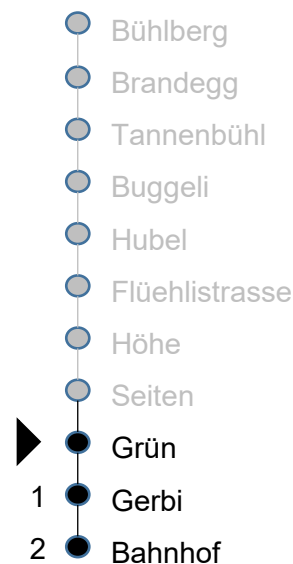 Bühlberg
Brandegg
Tannenbühl
Buggeli
Hubel
Flüehlistrasse
Höhe
Seiten
Grün
1 Gerbi
2 Bahnhof